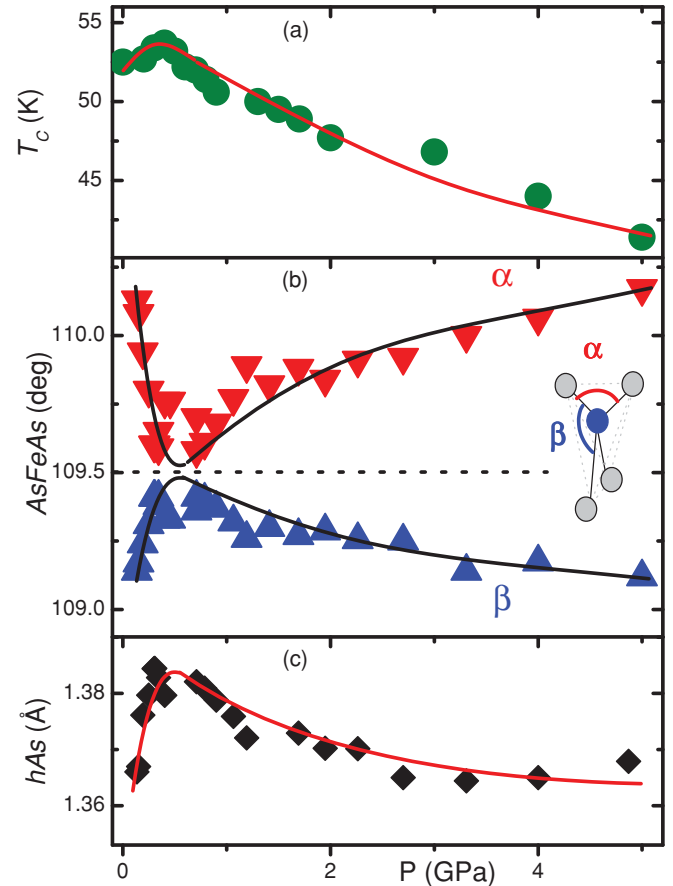 (a)
55
50
45
T_C (K)
(b)
α
110.0
109.5
109.0
AsFeAs (deg)
α
β
β
(c)
1.38
1.36
hAs (Å)
0
2
4
P (GPa)